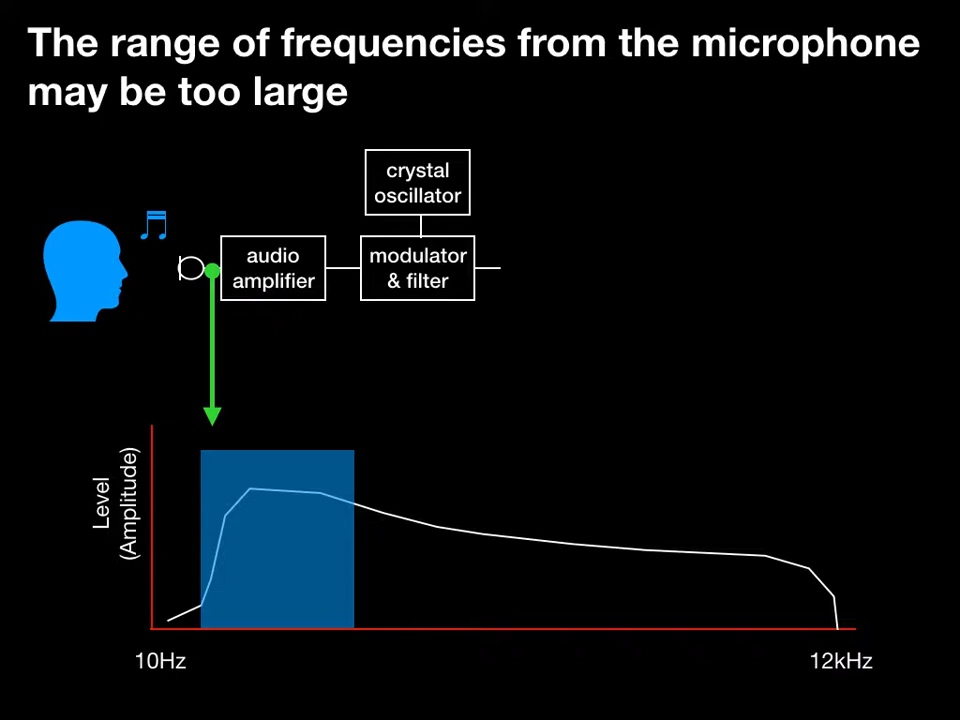 The range of frequencies from the microphone
may be too large
crystal
oscillator
audio
amplifier
modulator
& filter
Level
(Amplitude)
10Hz
12kHz